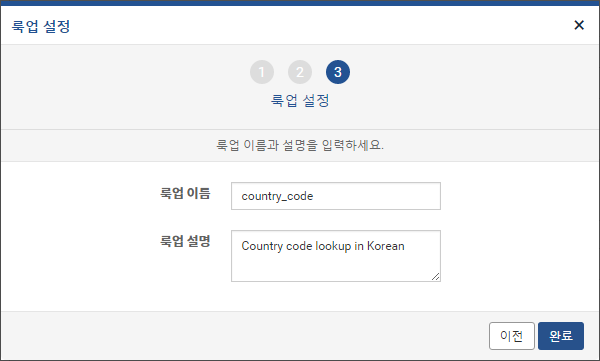 룩업 설정
×
1 2 3
룩업 설정
룩업 이름과 설명을 입력하세요.
룩업 이름 country_code
룩업 설명 Country code lookup in Korean
이전 완료